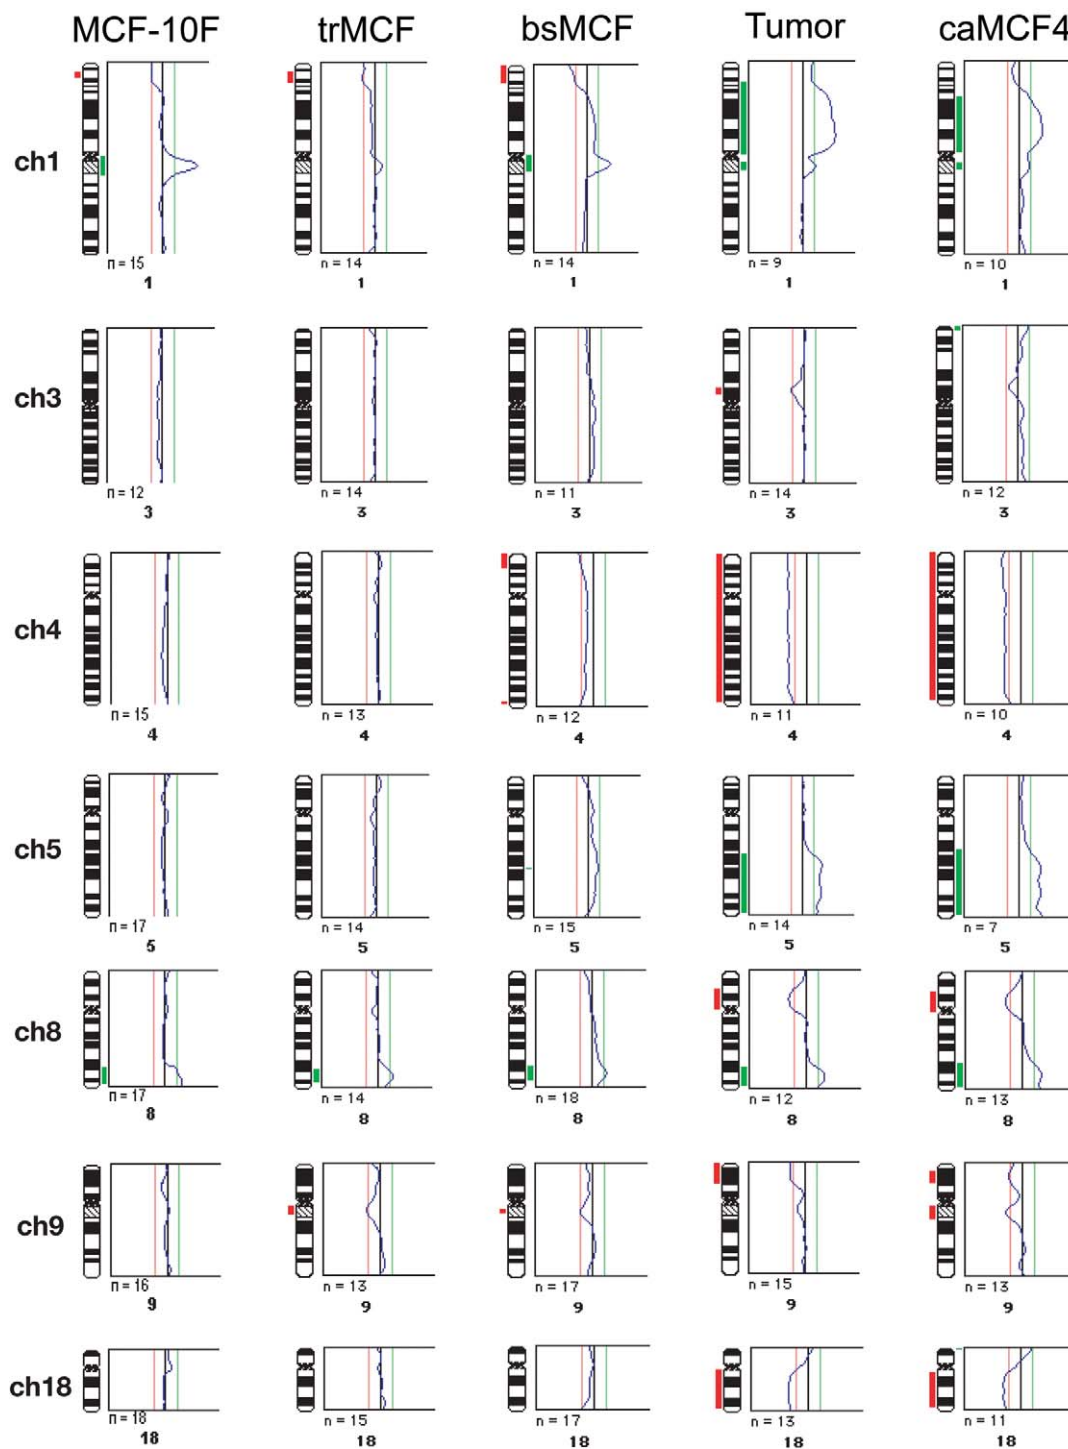 MCF-10F trMCF bsMCF Tumor caMCF4
ch1
n = 15 n = 14 n = 14 n = 9 n = 10
1 1 1 1 1
ch3
n = 12 n = 14 n = 11 n = 14 n = 12
3 3 3 3 3
ch4
n = 15 n = 13 n = 12 n = 11 n = 10
4 4 4 4 4
ch5
n = 17 n = 14 n = 15 n = 14 n = 7
5 5 5 5 5
ch8
n = 17 n = 14 n = 18 n = 12 n = 13
8 8 8 8 8
ch9
n = 16 n = 13 n = 17 n = 15 n = 13
9 9 9 9 9
ch18
n = 18 n = 15 n = 17 n = 13 n = 11
18 18 18 18 18